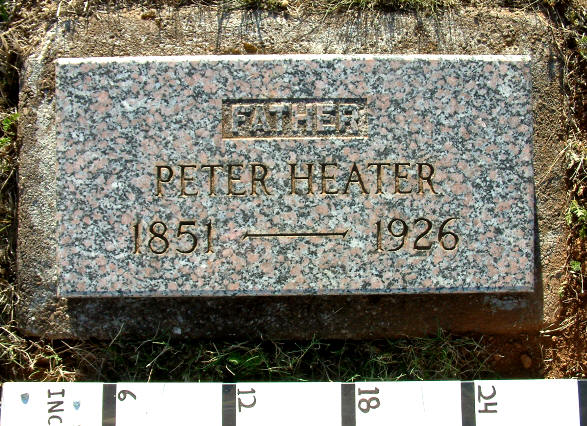 FATHER
PETER HEATER
1851 — 1926
INC 6 12 18 24